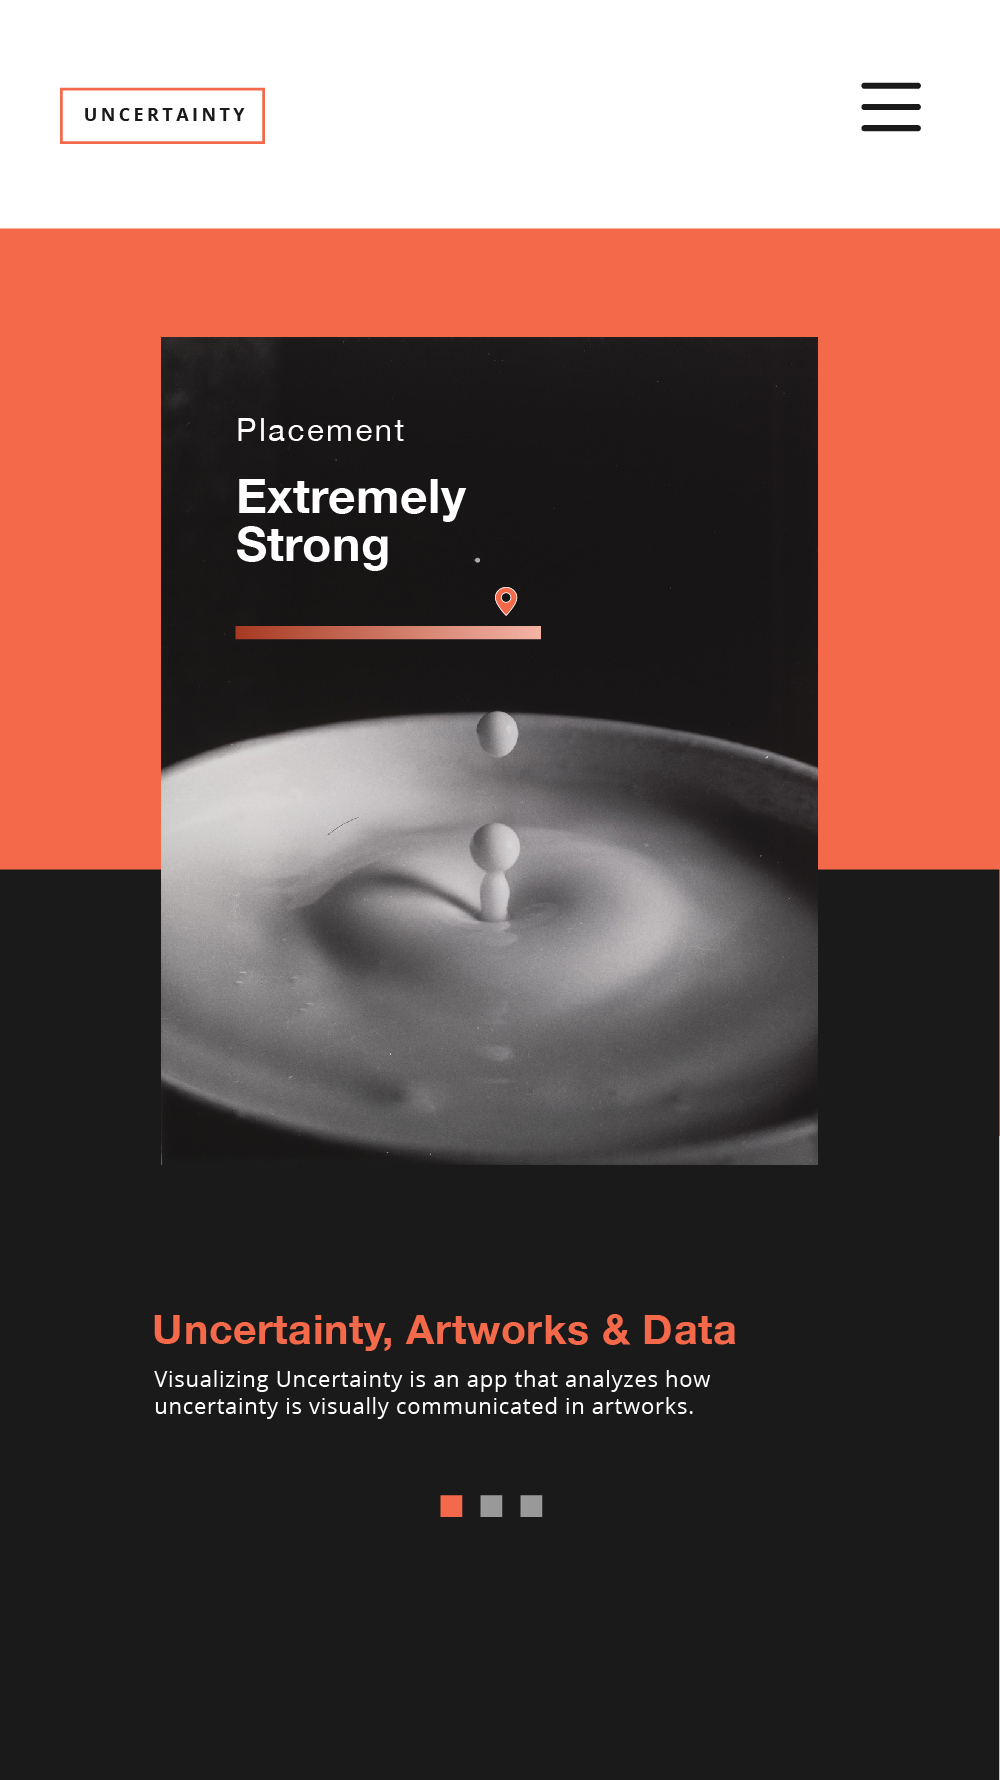 UNCERTAINTY
Placement
Extremely
Strong
Uncertainty, Artworks & Data
Visualizing Uncertainty is an app that analyzes how
uncertainty is visually communicated in artworks.